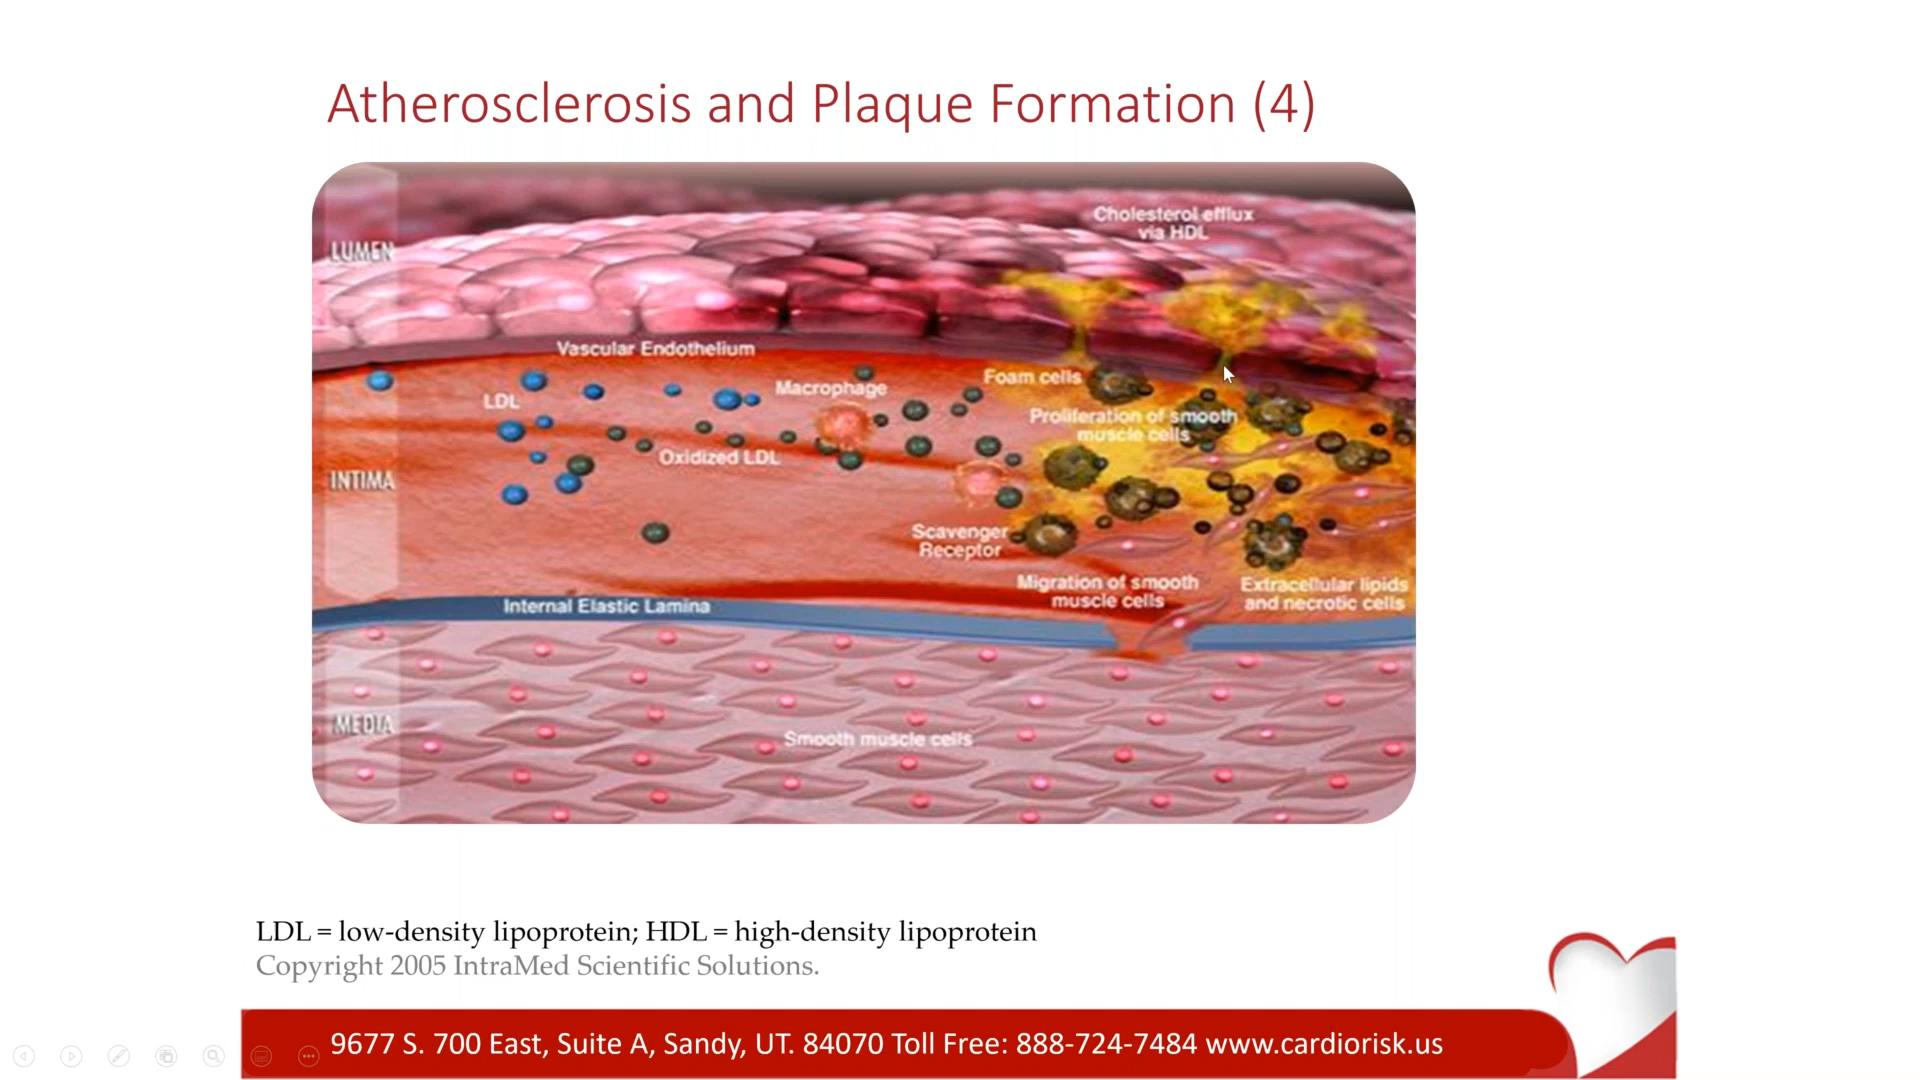 Atherosclerosis and Plaque Formation (4)
Cholesterol efflux
via HDL
LUMEN
Vascular Endothelium
Foam cells
Macrophage
LDL
Proliferation of smooth
muscle cells
Oxidized LDL
INTIMA
Scavenger
Receptor
Migration of smooth
muscle cells
Extracellular lipids
and necrotic cells
Internal Elastic Lamina
MEDIA
Smooth muscle cells
LDL = low-density lipoprotein; HDL = high-density lipoprotein
Copyright 2005 IntraMed Scientific Solutions.
9677 S. 700 East, Suite A, Sandy, UT. 84070 Toll Free: 888-724-7484 www.cardiorisk.us